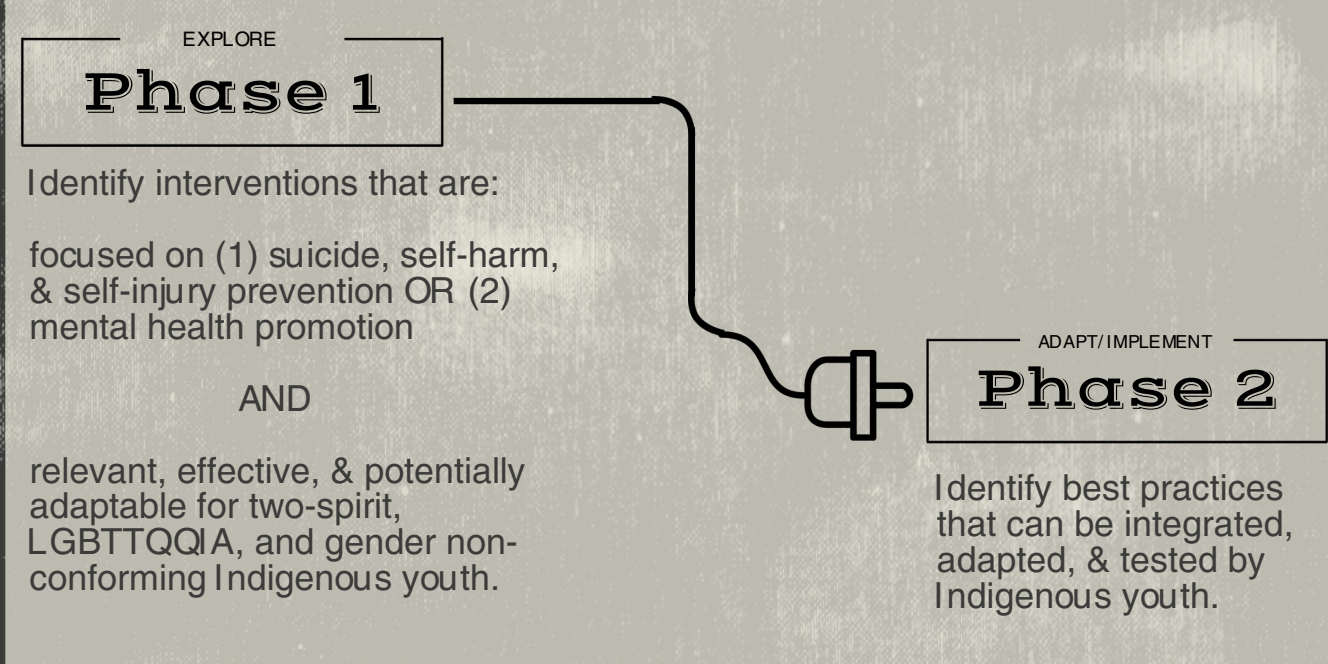 EXPLORE
Phase 1
Identify interventions that are:
focused on (1) suicide, self-harm,
& self-injury prevention OR (2)
mental health promotion
AND
relevant, effective, & potentially
adaptable for two-spirit,
LGBTTQQIA, and gender non-
conforming Indigenous youth.
ADAPT/IMPLEMENT
Phase 2
Identify best practices
that can be integrated,
adapted, & tested by
Indigenous youth.